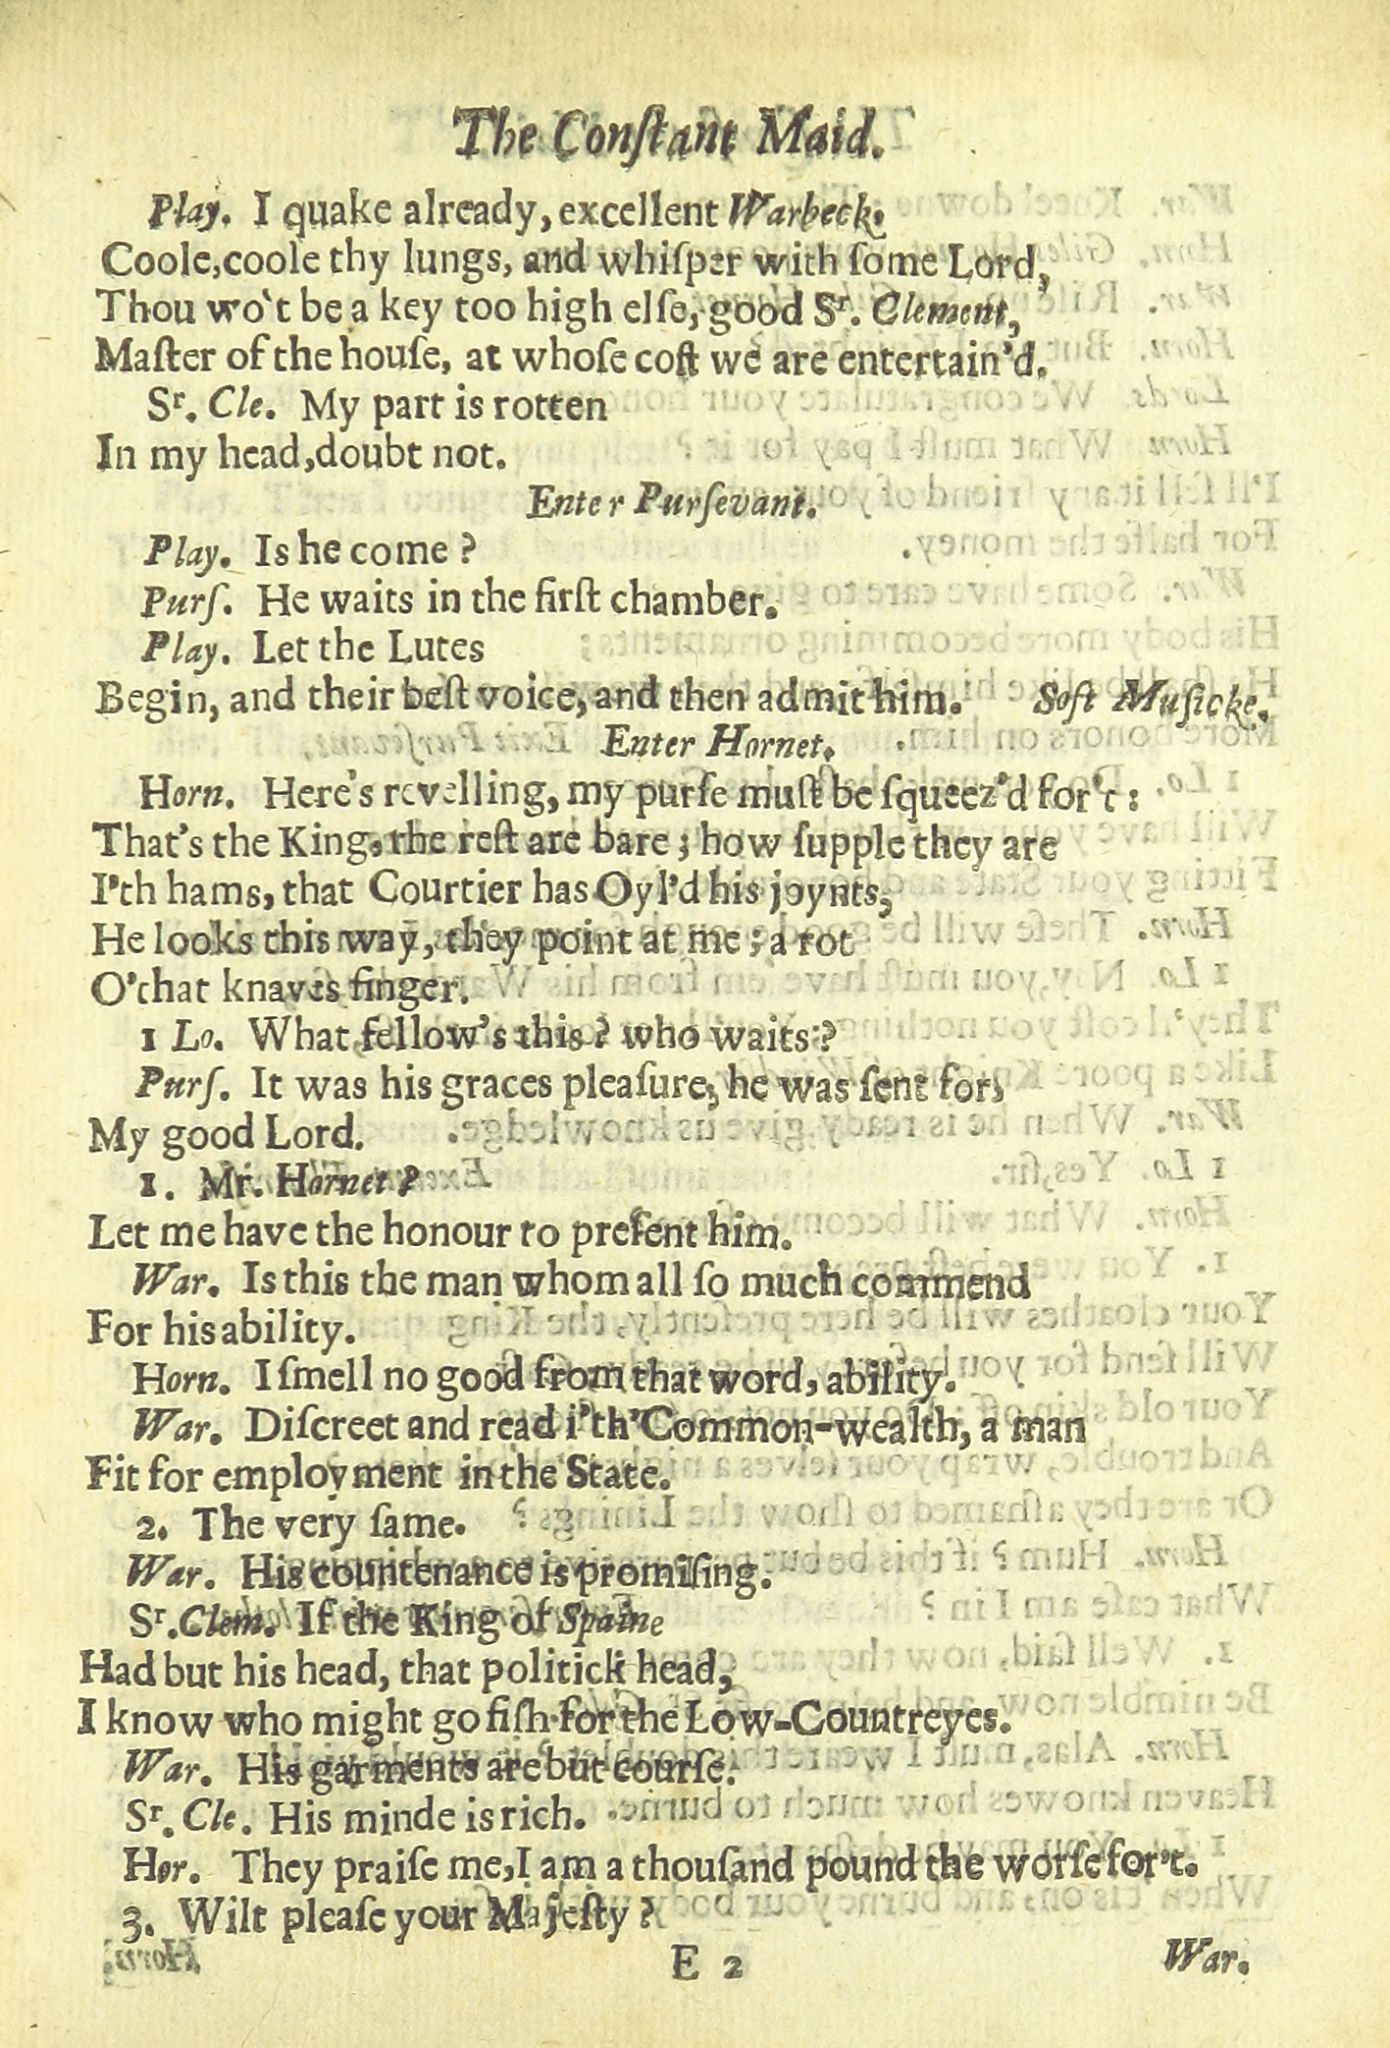 The Conſtant Maid.
Play. I quake already, excellent Warbeck.
Coole, coole thy lungs, and whiſper with ſome Lord,
Thou wo't be a key too high elſe, good Sr. Clement,
Maſter of the houſe, at whoſe coſt we are entertain'd.
Sr. Cle. My part is rotten
In my head, doubt not.
Enter Purſevant.
Play. Is he come?
Purſ. He waits in the firſt chamber.
Play. Let the Lutes
Begin, and their beſt voice, and then admit him. Soft Muſicke.
Enter Hornet.
Horn. Here's revelling, my purſe muſt be ſqueez'd for't:
That's the King, the reſt are bare; how ſupple they are
I'th hams, that Courtier has Oyl'd his joynts,
He looks this way, they point at me; a rot
O'that knaves finger.
1 Lo. What fellow's this? who waits?
Purſ. It was his graces pleaſure, he was ſent for,
My good Lord.
1. Mr. Hornet?
Let me have the honour to preſent him.
War. Is this the man whom all ſo much commend
For his ability.
Horn. I ſmell no good from that word, ability.
War. Diſcreet and read i'th' Common-wealth, a man
Fit for employment in the State.
2. The very ſame.
War. His countenance is promiſing.
Sr. Clem. If the King of Spaine
Had but his head, that politick head,
I know who might go fiſh for the Low-Countreyes.
War. His garments are but courſe.
Sr. Cle. His minde is rich.
Hor. They praiſe me, I am a thouſand pound the worſe for't.
3. Wilt pleaſe your Majeſty?
E 2 War.